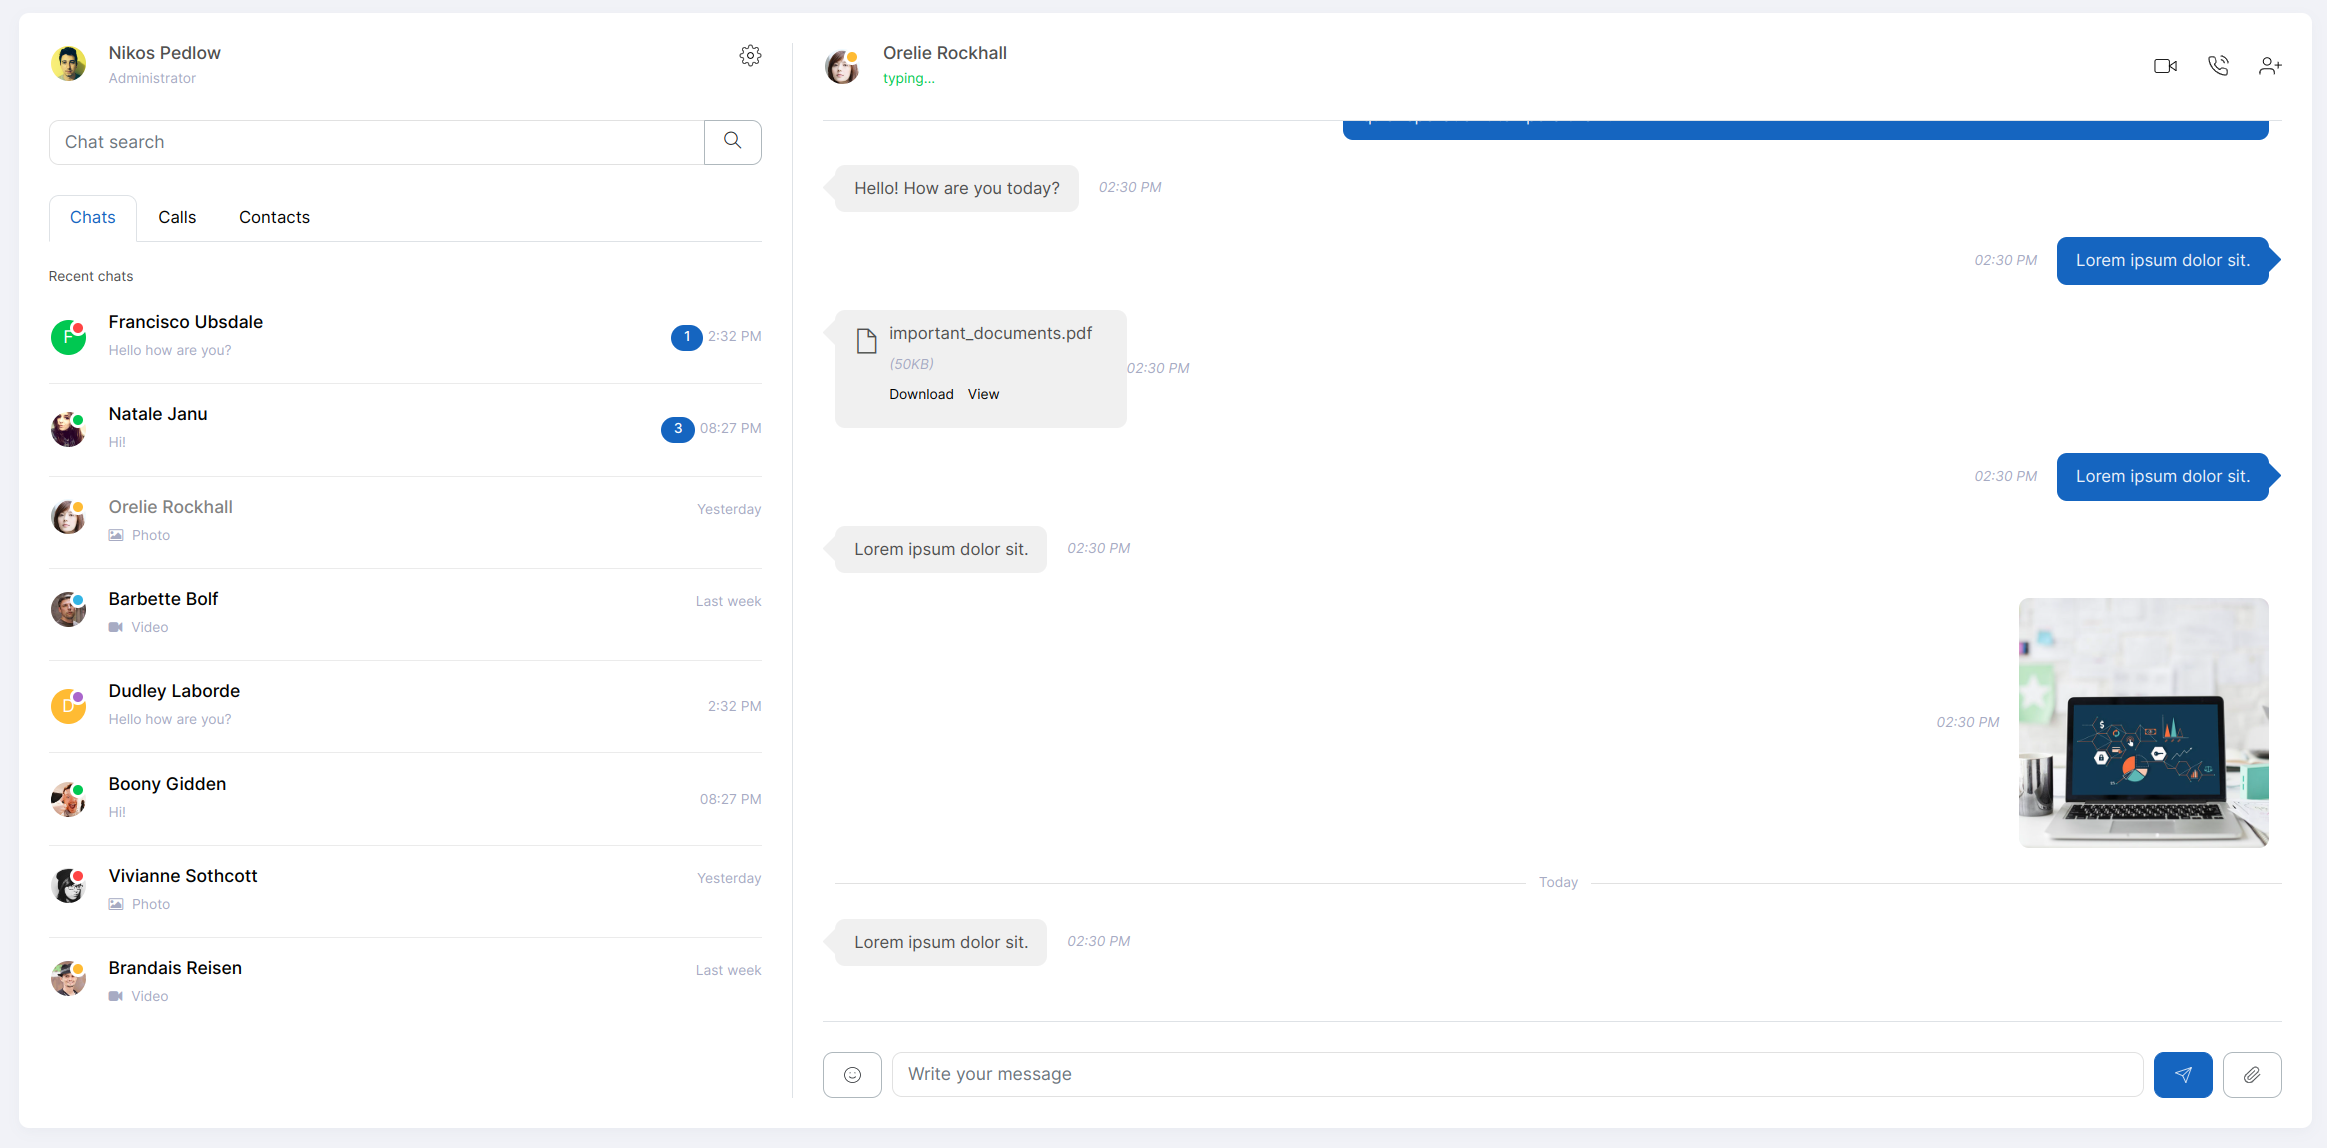 Nikos Pedlow
Administrator
Chat search
Chats
Calls
Contacts
Recent chats
F
Francisco Ubsdale
Hello how are you?
1
2:32 PM
Natale Janu
Hi!
3
08:27 PM
Orelie Rockhall
Photo
Yesterday
Barbette Bolf
Video
Last week
D
Dudley Laborde
Hello how are you?
2:32 PM
Boony Gidden
Hi!
08:27 PM
Vivianne Sothcott
Photo
Yesterday
Brandais Reisen
Video
Last week
Orelie Rockhall
typing...
Hello! How are you today?
02:30 PM
02:30 PM
Lorem ipsum dolor sit.
important_documents.pdf
(50KB)
Download View
02:30 PM
02:30 PM
Lorem ipsum dolor sit.
Lorem ipsum dolor sit.
02:30 PM
02:30 PM
Today
Lorem ipsum dolor sit.
02:30 PM
Write your message